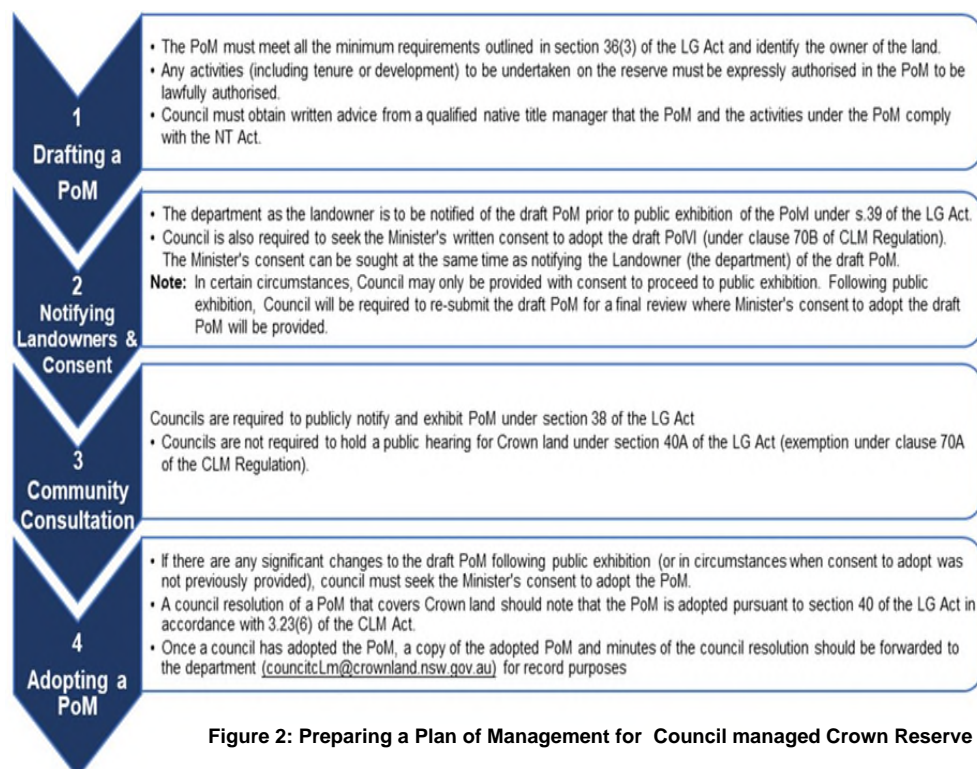 1
Drafting a
PoM
• The PoM must meet all the minimum requirements outlined in section 36(3) of the LG Act and identify the owner of the land.
• Any activities (including tenure or development) to be undertaken on the reserve must be expressly authorised in the PoM to be
lawfully authorised.
• Council must obtain written advice from a qualified native title manager that the PoM and the activities under the PoM comply
with the NT Act.
2
Notifying
Landowners &
Consent
• The department as the landowner is to be notified of the draft PoM prior to public exhibition of the PolvI under s.39 of the LG Act.
• Council is also required to seek the Minister's written consent to adopt the draft PolVI (under clause 70B of CLM Regulation).
The Minister's consent can be sought at the same time as notifying the Landowner (the department) of the draft PoM.
Note: In certain circumstances, Council may only be provided with consent to proceed to public exhibition. Following public
exhibition, Council will be required to re-submit the draft PoM for a final review where Minister's consent to adopt the draft
PoM will be provided.
3
Community
Consultation
Councils are required to publicly notify and exhibit PoM under section 38 of the LG Act
• Councils are not required to hold a public hearing for Crown land under section 40A of the LG Act (exemption under clause 70A
of the CLM Regulation).
4
Adopting a
PoM
• If there are any significant changes to the draft PoM following public exhibition (or in circumstances when consent to adopt was
not previously provided), council must seek the Minister's consent to adopt the PoM.
• A council resolution of a PoM that covers Crown land should note that the PoM is adopted pursuant to section 40 of the LG Act in
accordance with 3.23(6) of the CLM Act.
• Once a council has adopted the PoM, a copy of the adopted PoM and minutes of the council resolution should be forwarded to
the department (councitcLm@crownland.nsw.gov.au) for record purposes
Figure 2: Preparing a Plan of Management for Council managed Crown Reserve